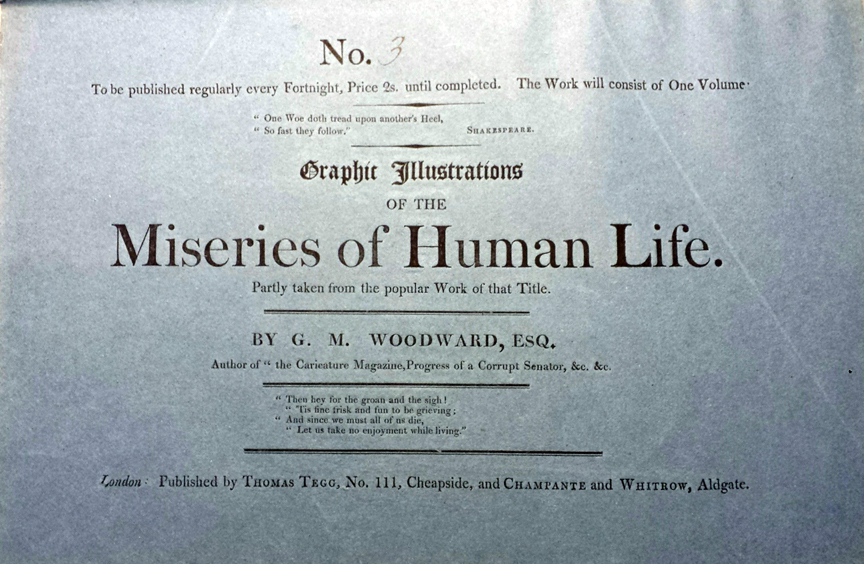 No. 3
To be published regularly every Fortnight, Price 2s. until completed. The Work will consist of One Volume.
“ One Woe doth tread upon another's Heel,
“ So fast they follow.” SHAKESPEARE.
Graphic Illustrations
OF THE
Miseries of Human Life.
Partly taken from the popular Work of that Title.
BY G. M. WOODWARD, ESQ.
Author of “ the Caricature Magazine, Progress of a Corrupt Senator, &c. &c.
“ Then hey for the groan and the sigh!
“ 'Tis fine frisk and fun to be grieving;
“ And since we must all of us die,
“ Let us take no enjoyment while living.”
London: Published by THOMAS TEGG, No. 111, Cheapside, and CHAMPANTE and WHITROW, Aldgate.